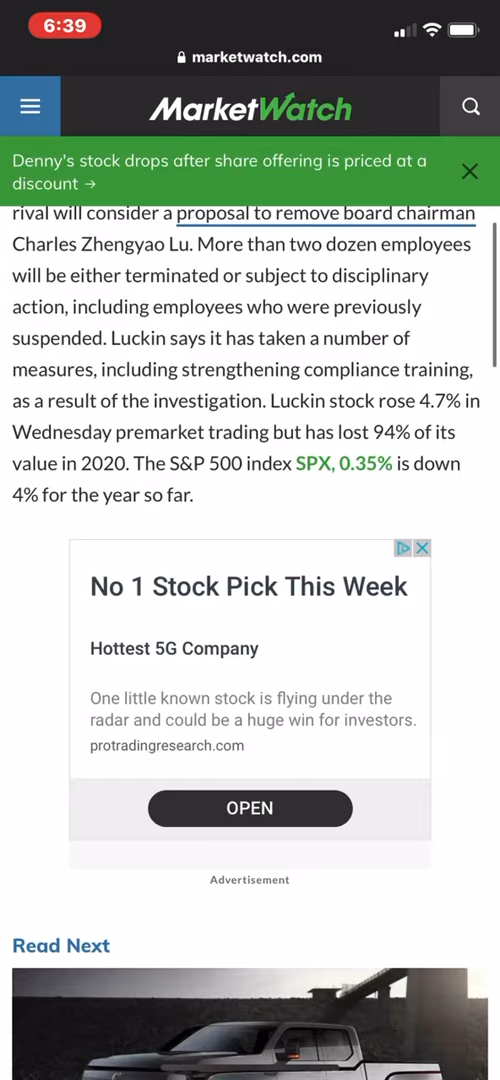 6:39
marketwatch.com
MarketWatch
Denny's stock drops after share offering is priced at a
discount →
rival will consider a proposal to remove board chairman
Charles Zhengyao Lu. More than two dozen employees
will be either terminated or subject to disciplinary
action, including employees who were previously
suspended. Luckin says it has taken a number of
measures, including strengthening compliance training,
as a result of the investigation. Luckin stock rose 4.7% in
Wednesday premarket trading but has lost 94% of its
value in 2020. The S&P 500 index SPX, 0.35% is down
4% for the year so far.
No 1 Stock Pick This Week
Hottest 5G Company
One little known stock is flying under the
radar and could be a huge win for investors.
protradingresearch.com
OPEN
Advertisement
Read Next